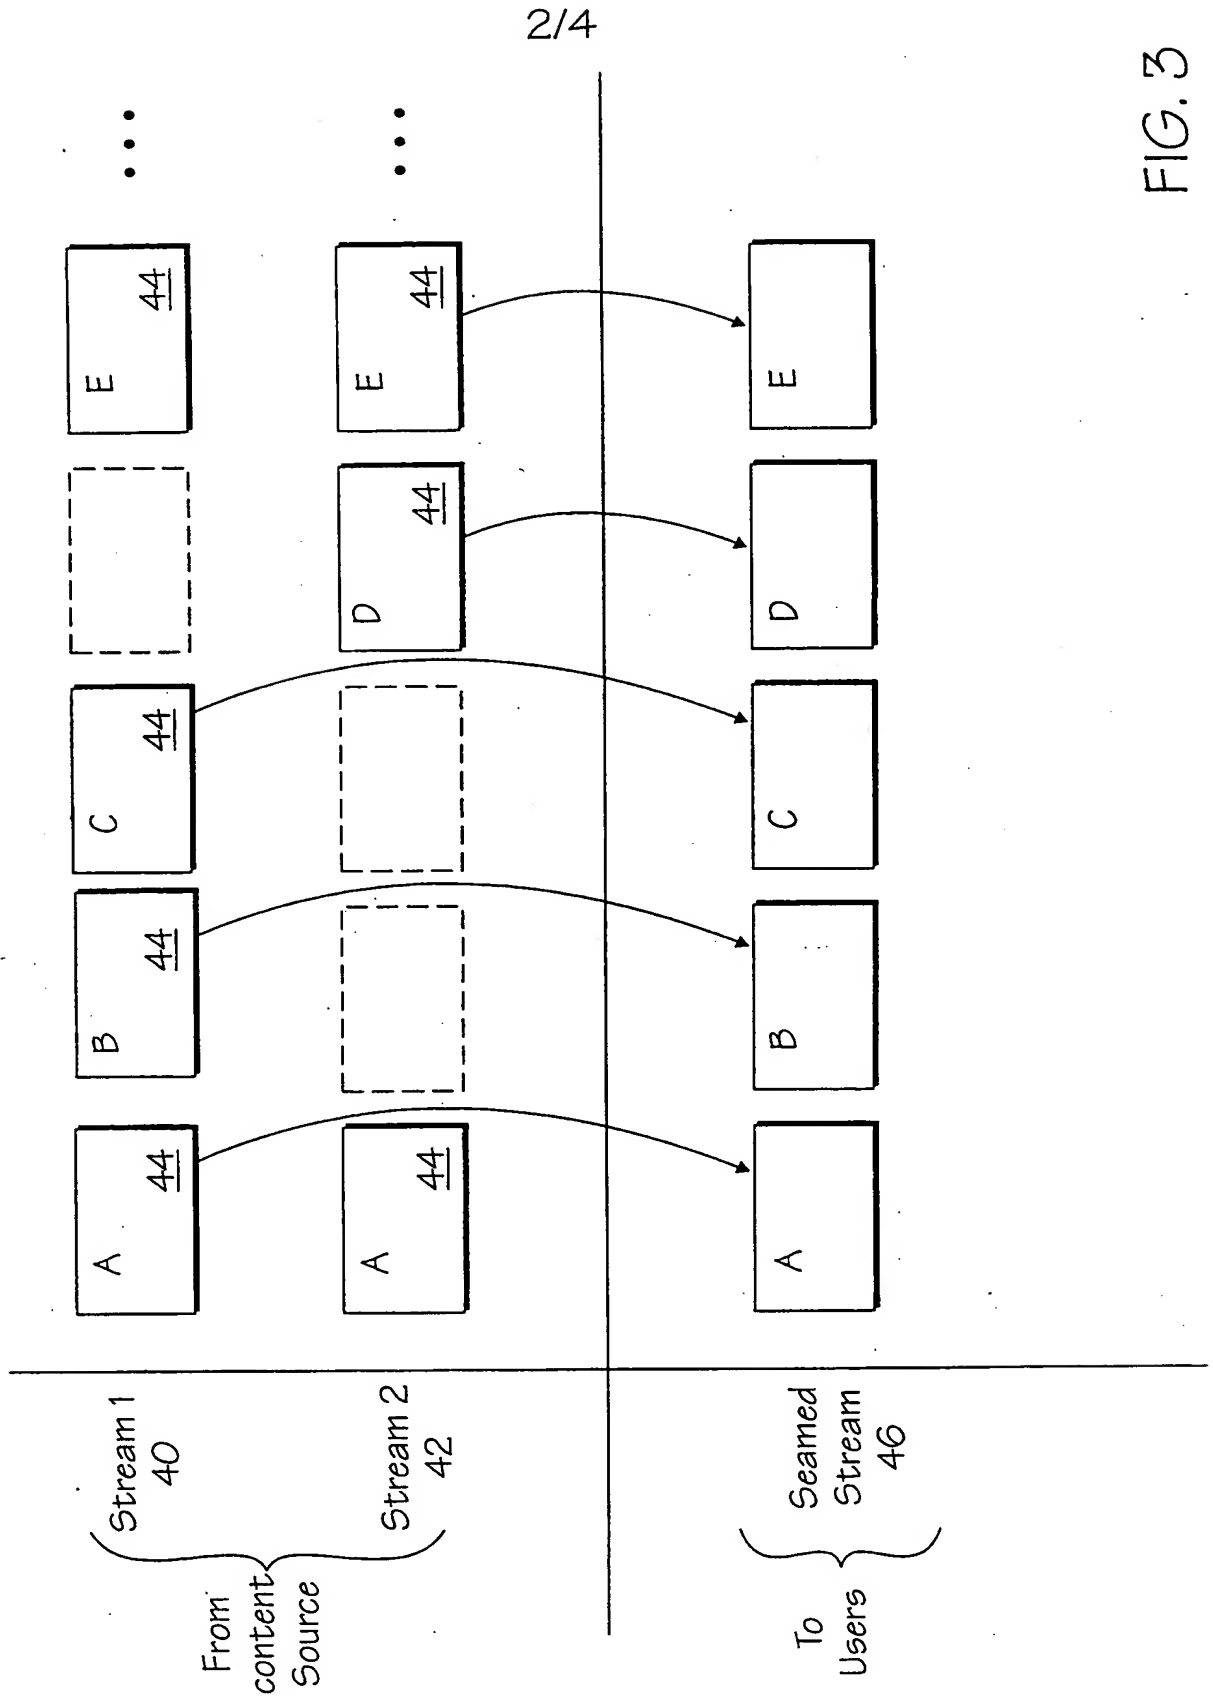 2/4
From
content
Source
Stream 1
40
A
44
B
44
C
44
E
44
...
Stream 2
42
A
44
D
44
E
44
...
To
Users
Seamed
Stream
46
A
B
C
D
E
FIG. 3